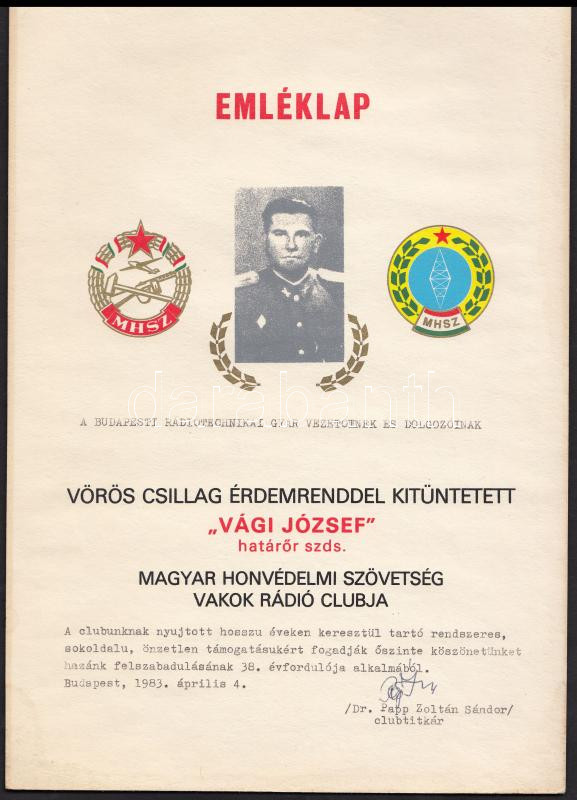 EMLÉKLAP
MHSZ
MHSZ
darabanth
A BUDAPESTI RÁDIOTECHNIKAI GYÁR VEZETŐINEK ÉS DOLGOZÓINAK
VÖRÖS CSILLAG ÉRDEMRENDDEL KITÜNTETETT
„VÁGI JÓZSEF”
határőr szds.
MAGYAR HONVÉDELMI SZÖVETSÉG
VAKOK RÁDIÓ CLUBJA
A clubunknak nyujtott hosszu éveken keresztül tartó rendszeres,
sokoldalu, önzetlen támogatásukért fogadják őszinte köszönetünket
hazánk felszabadulásának 38. évfordulója alkalmából.
Budapest, 1983. április 4.
/Dr. Papp Zoltán Sándor/
clubtitkár